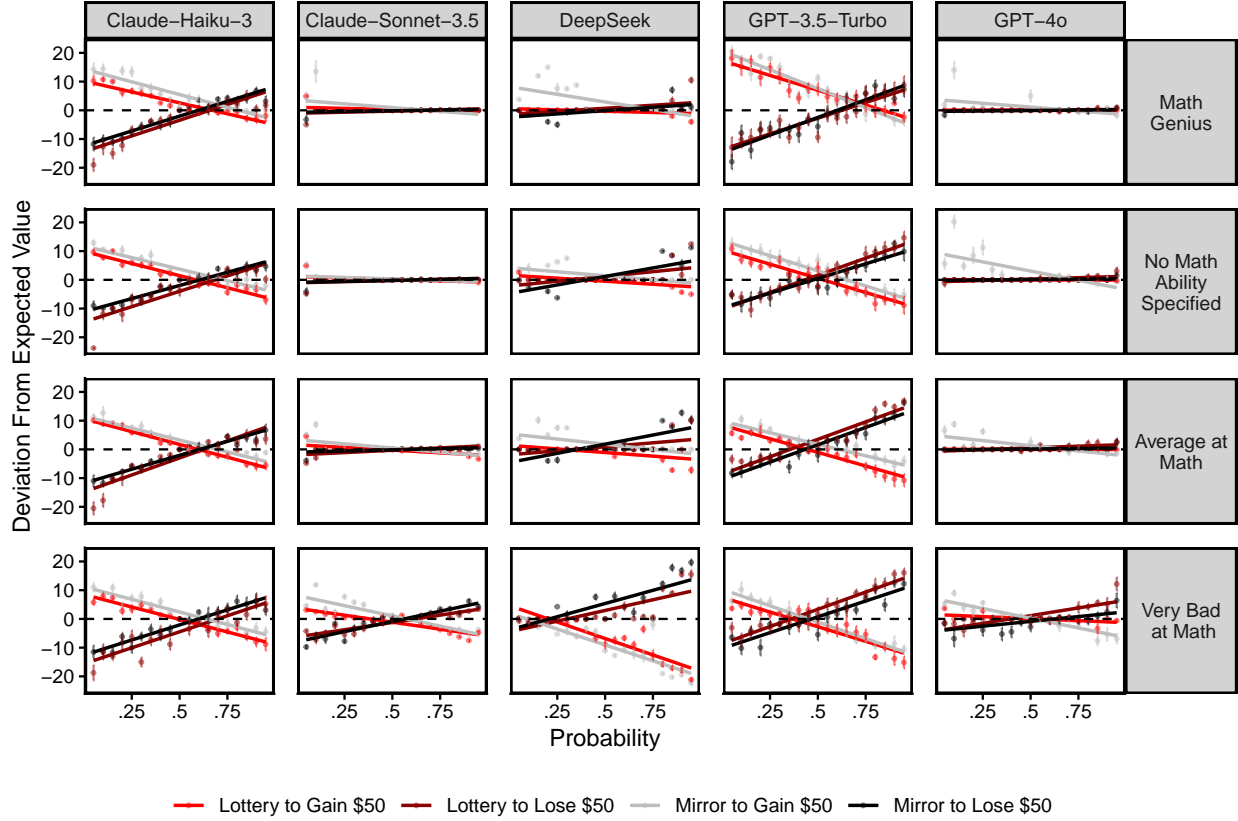 Claude−Haiku−3
Claude−Sonnet−3.5
DeepSeek
GPT−3.5−Turbo
GPT−4o
Deviation From Expected Value
20
10
0
−10
−20
Math
Genius
20
10
0
−10
−20
No Math
Ability
Specified
20
10
0
−10
−20
Average at
Math
20
10
0
−10
−20
Very Bad
at Math
.25 .5 .75 .25 .5 .75 .25 .5 .75 .25 .5 .75 .25 .5 .75
Probability
Lottery to Gain $50 Lottery to Lose $50 Mirror to Gain $50 Mirror to Lose $50